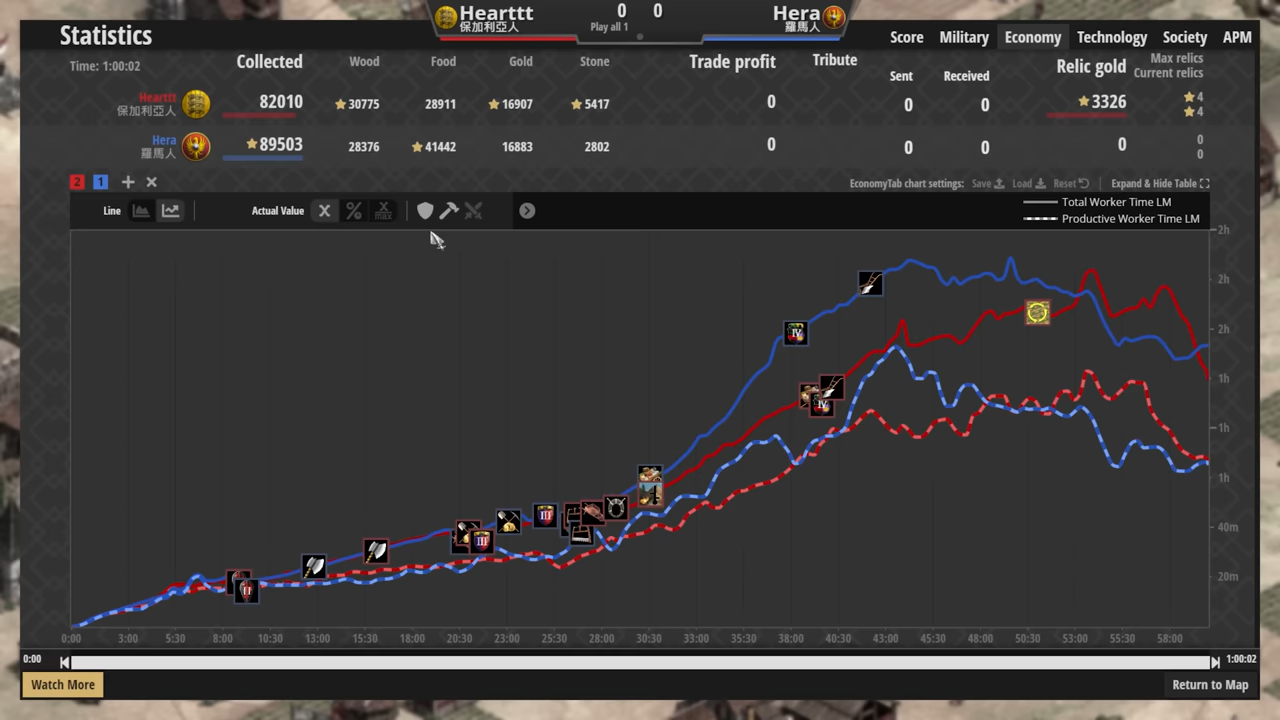 Hearttt 0 0 Hera
保加利亞人 Play all 1 羅馬人
Statistics
Score Military Economy Technology Society APM
Time: 1:00:02
Collected Wood Food Gold Stone Trade profit Tribute Sent Received Relic gold Max relics
Current relics
Hearttt
保加利亞人
82010 30775 28911 16907 5417 0 0 0 3326 4
4
Hera
羅馬人
89503 28376 41442 16883 2802 0 0 0 0 0
0
2 1
EconomyTab chart settings: Save Load Reset Expand & Hide Table
Line Actual Value X % X/max
Total Worker Time LM
Productive Worker Time LM
2h
2h
2h
1h
1h
1h
40m
20m
IV
IV
III
III
II
0:00 3:00 5:30 8:00 10:30 13:00 15:30 18:00 20:30 23:00 25:30 28:00 30:30 33:00 35:30 38:00 40:30 43:00 45:30 48:00 50:30 53:00 55:30 58:00
0:00 1:00:02
Watch More Return to Map